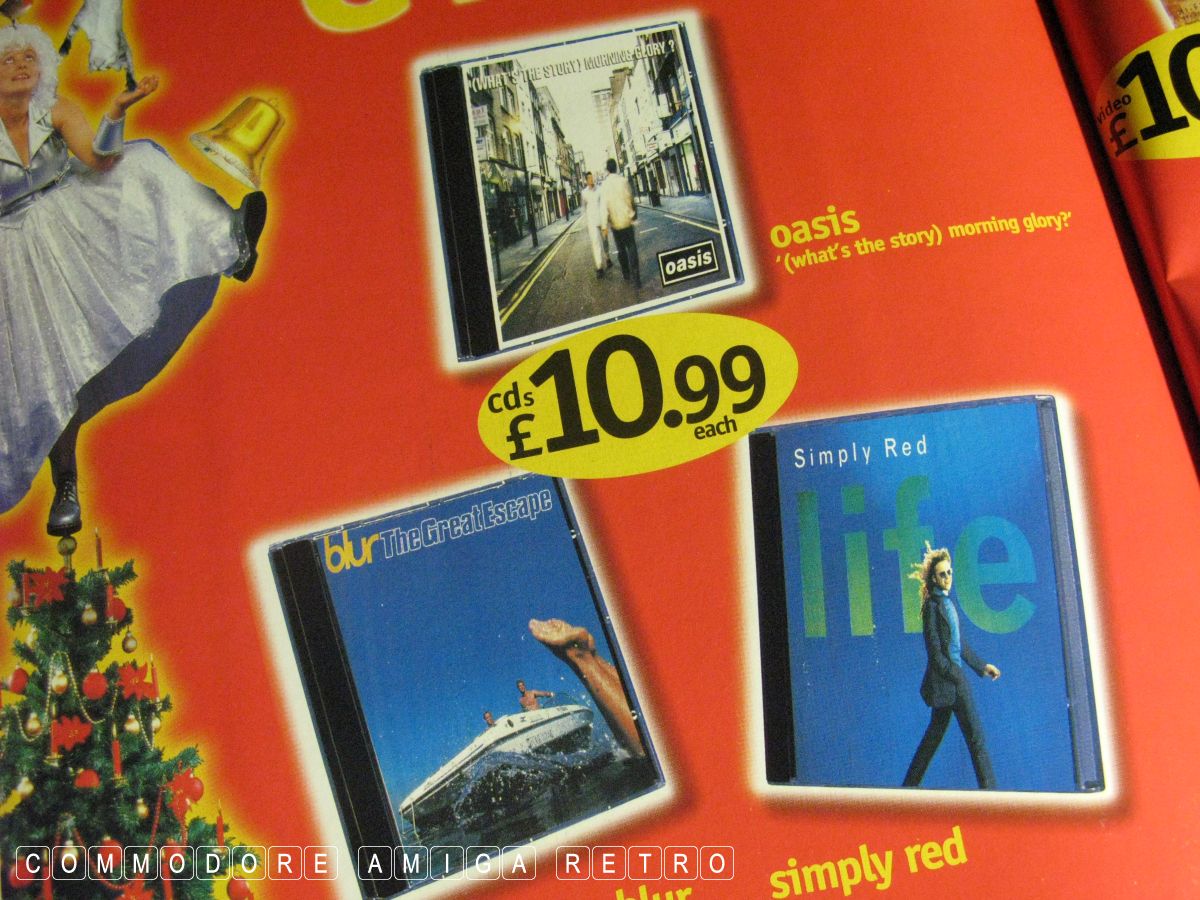 (WHAT'S THE STORY) MORNING GLORY ?
oasis
video
£10
oasis
'(what's the story) morning glory?'
cds
£10.99
each
blur The Great Escape
Simply Red
life
simply red
blur
COMMODORE AMIGA RETRO